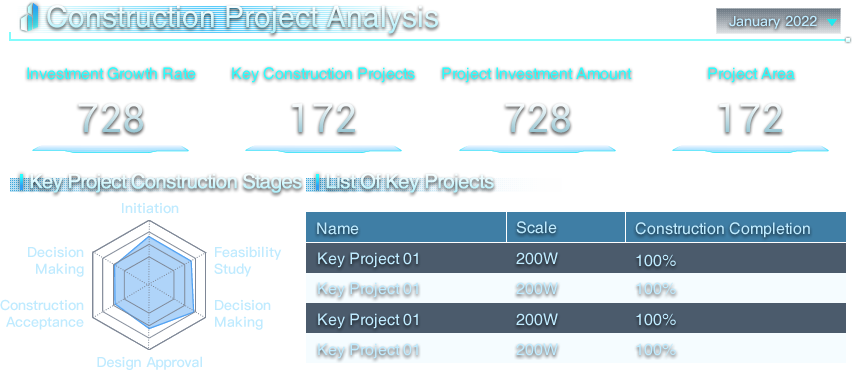 Construction Project Analysis
January 2022
Investment Growth Rate
Key Construction Projects
Project Investment Amount
Project Area
728
172
728
172
Key Project Construction Stages
List Of Key Projects
Initiation
Feasibility
Study
Decision
Making
Design Approval
Construction
Acceptance
Decision
Making
Name Scale Construction Completion
Key Project 01 200W 100%
Key Project 01 200W 100%
Key Project 01 200W 100%
Key Project 01 200W 100%